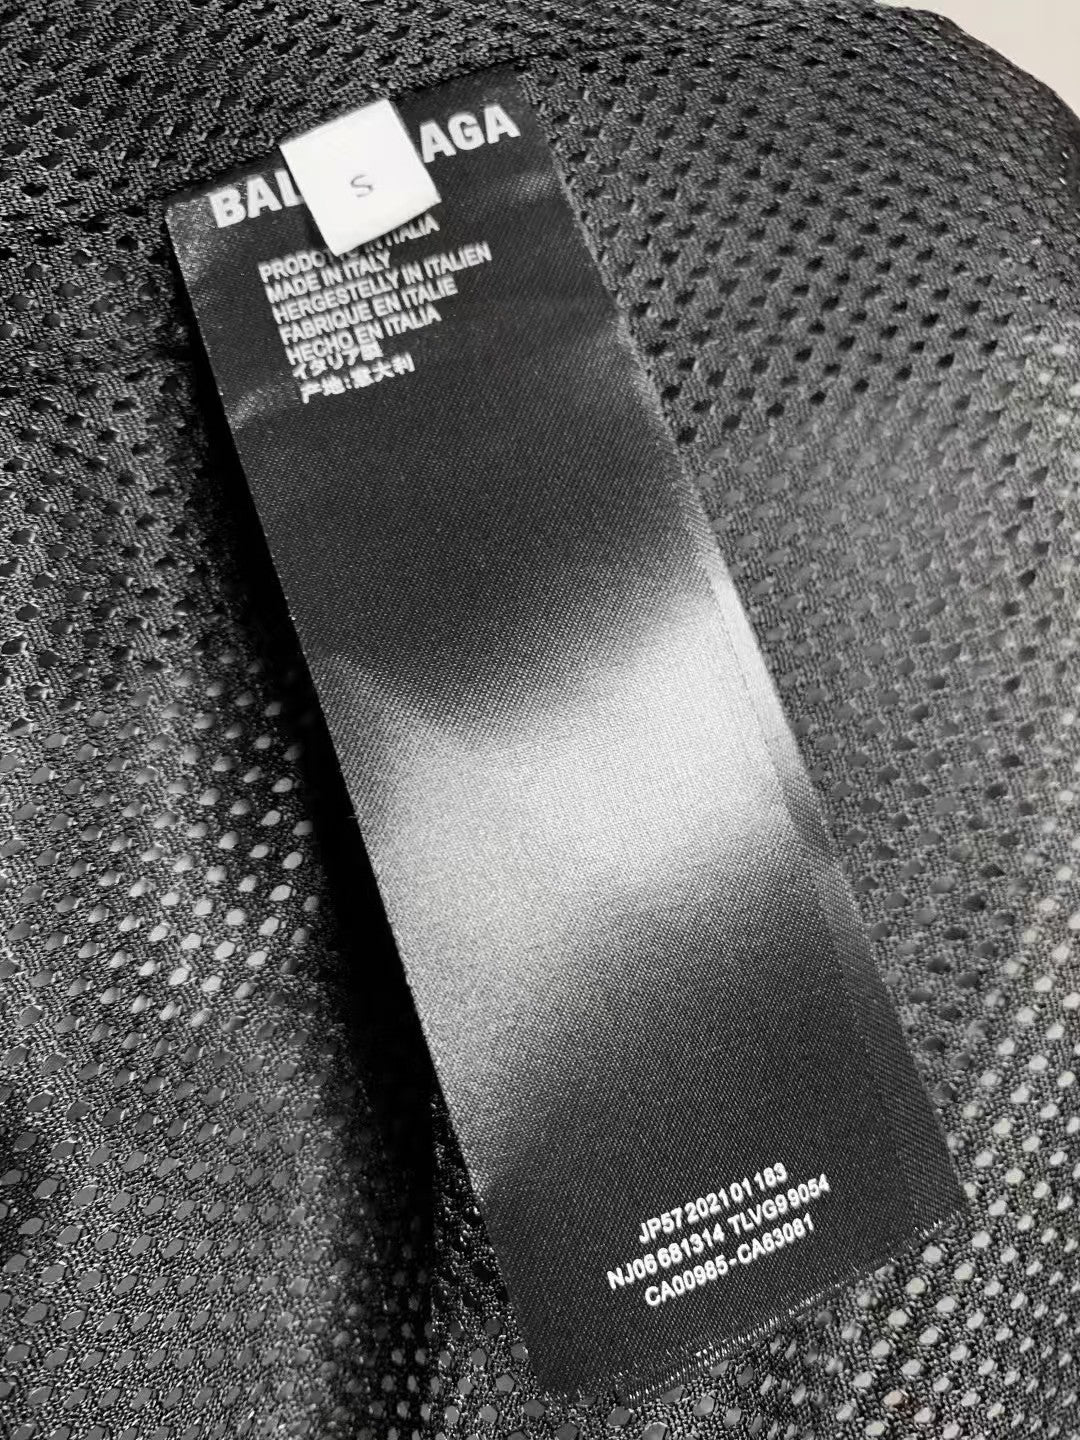 BAL AGA
S
PRODO IN ITALIA
MADE IN ITALY
HERGESTELLY IN ITALIEN
FABRIQUE EN ITALIE
HECHO EN ITALIA
イタリア製
产地:意大利
JP57202101183
NJ06681314 TLVG99054
CA00985-CA63081